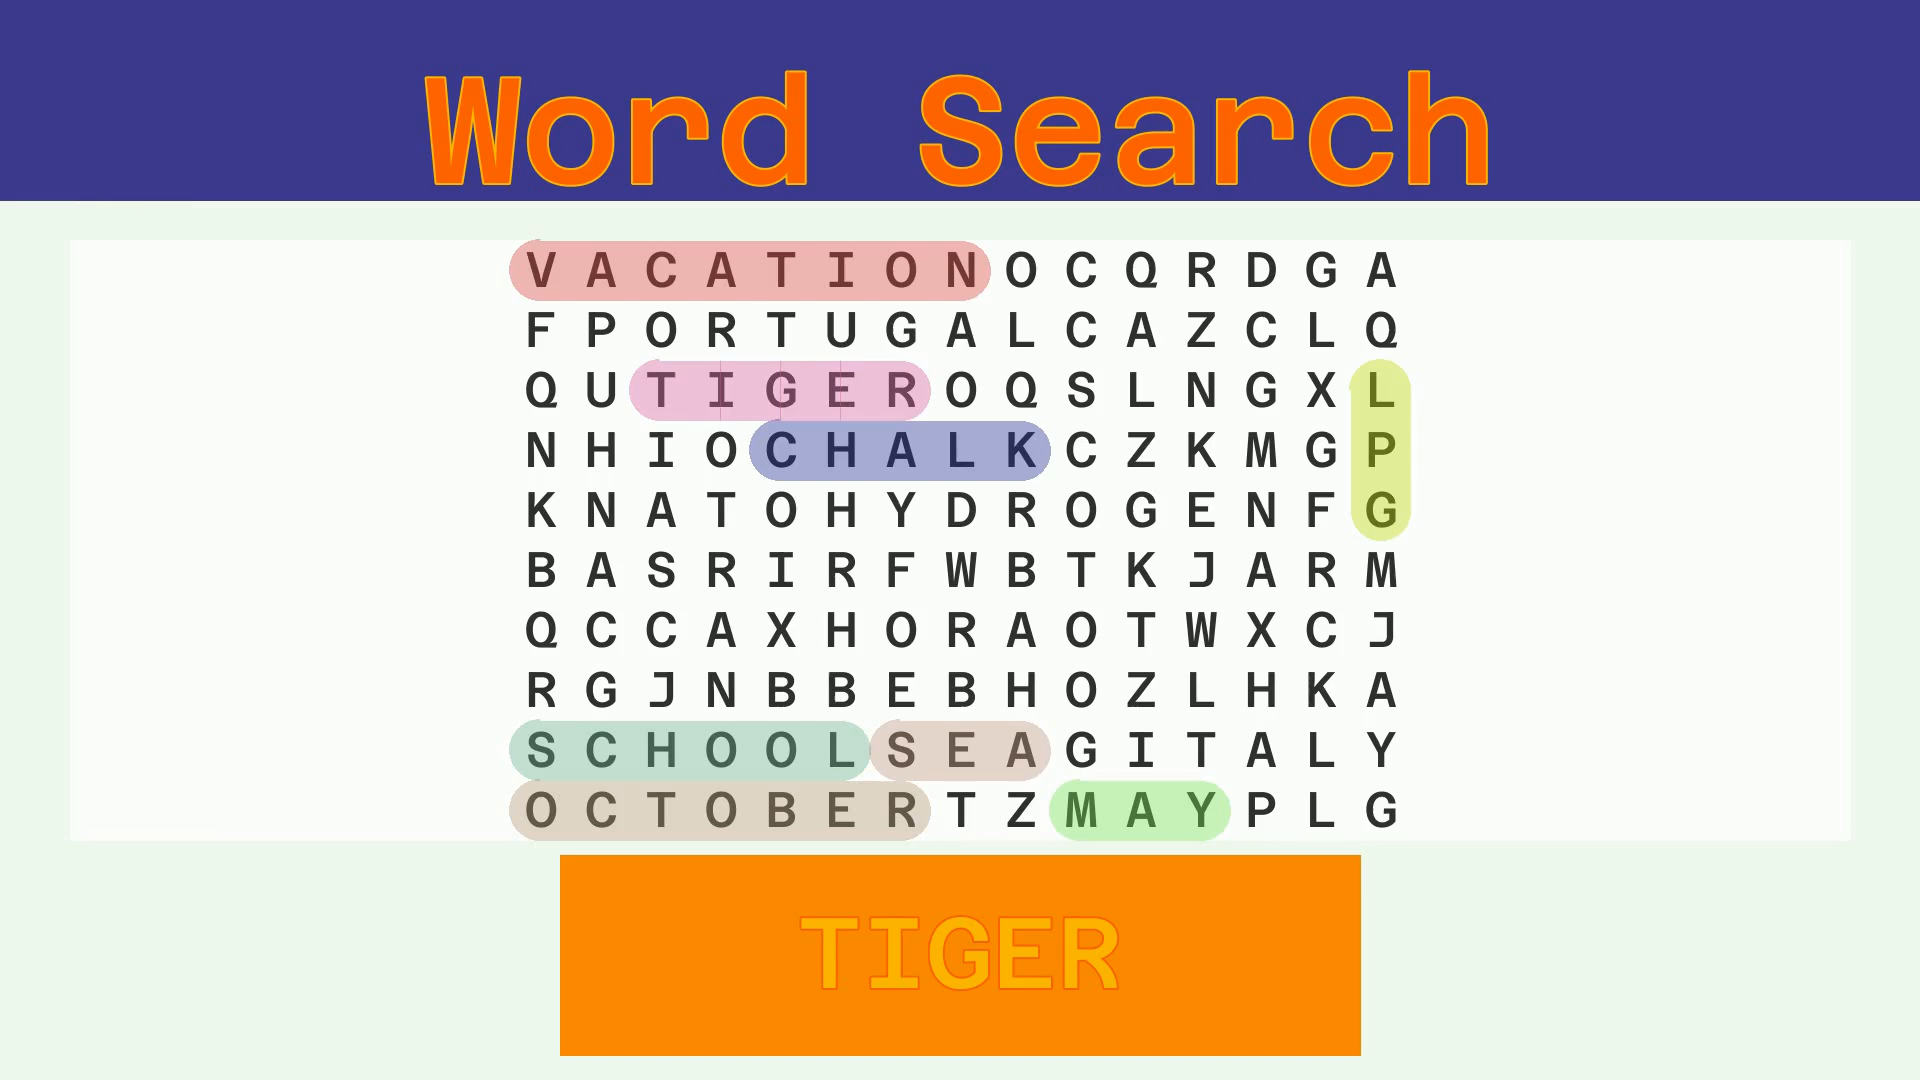 Word Search
V A C A T I O N O C Q R D G A
F P O R T U G A L C A Z C L Q
Q U T I G E R O Q S L N G X L
N H I O C H A L K C Z K M G P
K N A T O H Y D R O G E N F G
B A S R I R F W B T K J A R M
Q C C A X H O R A O T W X C J
R G J N B B E B H O Z L H K A
S C H O O L S E A G I T A L Y
O C T O B E R T Z M A Y P L G
TIGER